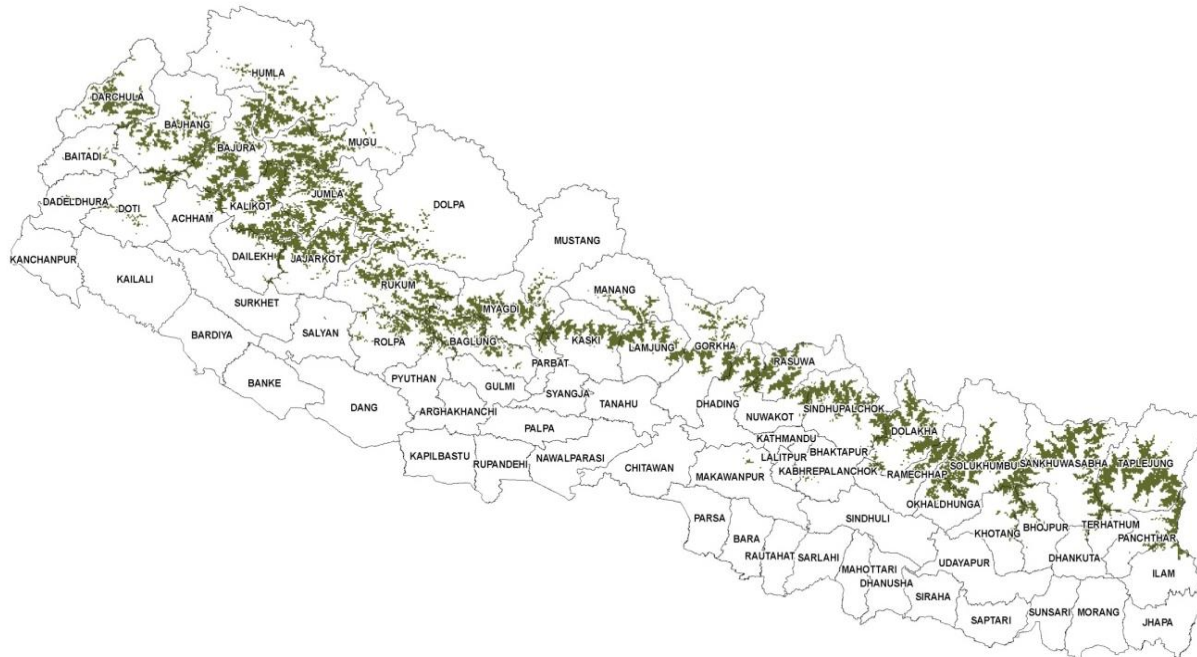 HUMLA
DARCHULA
BAJHANG
BAJURA
MUGU
BAITADI
DADELDHURA
DOTI
ACHHAM
KALIKOT
JUMLA
DOLPA
KANCHANPUR
KAILALI
DAILEKH
JAJARKOT
MUSTANG
SURKHET
RUKUM
MANANG
BARDIYA
SALYAN
ROLPA
MYAGDI
BAGLUNG
KASKI
LAMJUNG
GORKHA
RASUWA
BANKE
DANG
PYUTHAN
GULMI
PARBAT
SYANGJA
TANAHU
DHADING
NUWAKOT
SINDHUPALCHOK
ARGHAKHANCHI
PALPA
KATHMANDU
DOLAKHA
KAPILBASTU
RUPANDEHI
NAWALPARASI
CHITAWAN
MAKAWANPUR
LALITPUR
BHAKTAPUR
KABHREPALANCHOK
RAMECHHAP
SOLUKHUMBU
SANKHUWASABHA
TAPLEJUNG
OKHALDHUNGA
PARSA
BARA
RAUTAHAT
SARLAHI
SINDHULI
KHOTANG
BHOJPUR
TERHATHUM
PANCHTHAR
MAHOTTARI
DHANUSHA
SIRAHA
UDAYAPUR
DHANKUTA
ILAM
SAPTARI
SUNSARI
MORANG
JHAPA